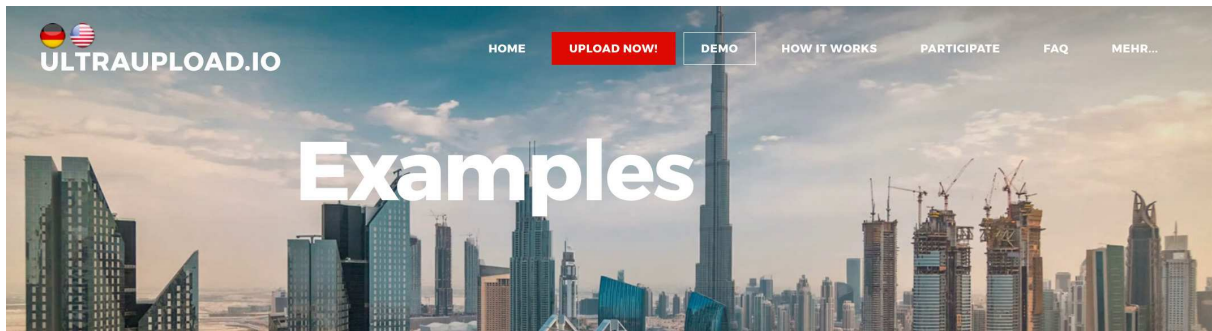 ULTRAUPLOAD.IO
HOME UPLOAD NOW! DEMO HOW IT WORKS PARTICIPATE FAQ MEHR...
Examples